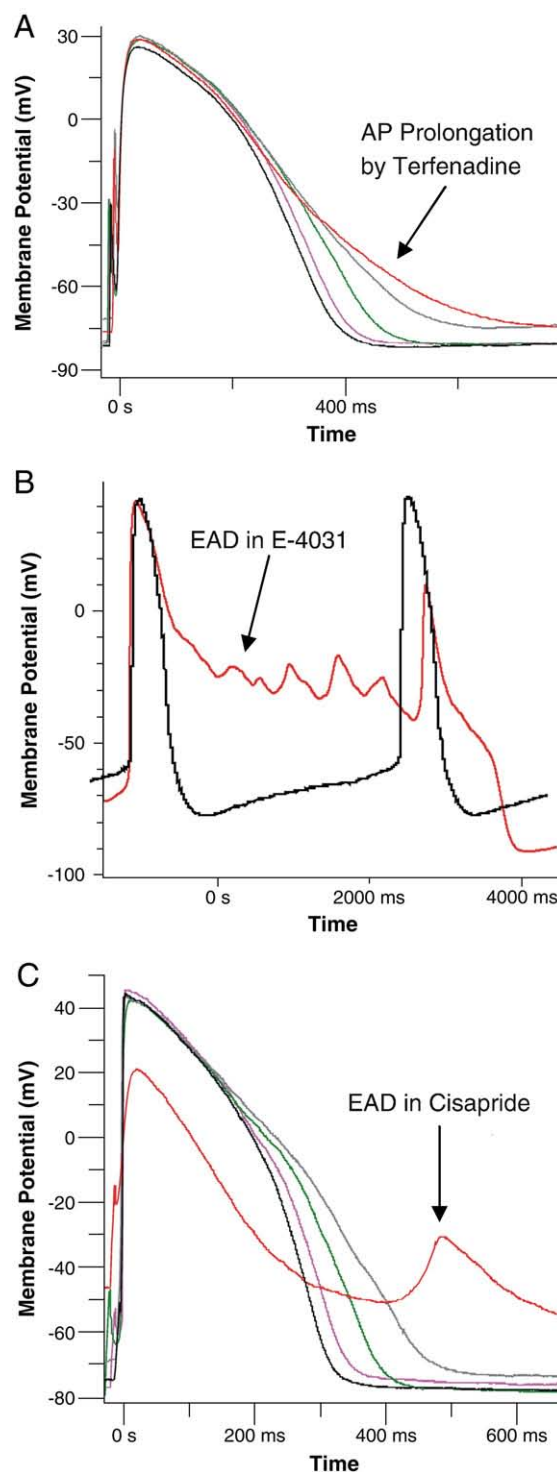 A
Membrane Potential (mV)
30
0
-30
-60
-90
AP Prolongation
by Terfenadine
0 s
400 ms
Time
B
Membrane Potential (mV)
0
-50
-100
EAD in E-4031
0 s
2000 ms
4000 ms
Time
C
Membrane Potential (mV)
40
20
0
-20
-40
-60
-80
EAD in Cisapride
0 s
200 ms
400 ms
600 ms
Time